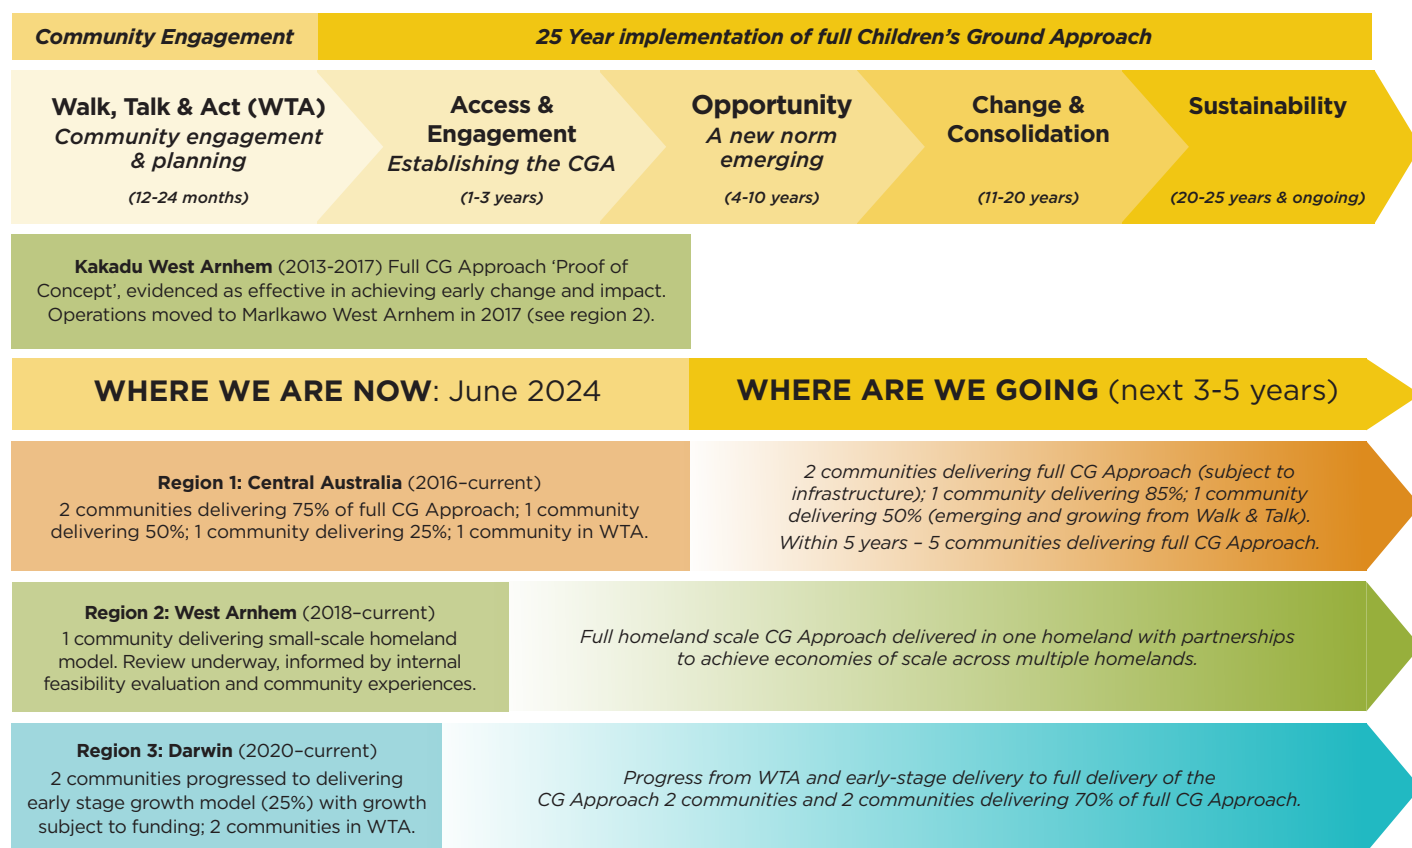 Community Engagement
25 Year implementation of full Children's Ground Approach
Walk, Talk & Act (WTA)
Community engagement
& planning
(12-24 months)
Access &
Engagement
Establishing the CGA
(1-3 years)
Opportunity
A new norm
emerging
(4-10 years)
Change &
Consolidation
(11-20 years)
Sustainability
(20-25 years & ongoing)
Kakadu West Arnhem (2013-2017) Full CG Approach ‘Proof of
Concept’, evidenced as effective in achieving early change and impact.
Operations moved to Marlkawo West Arnhem in 2017 (see region 2).
WHERE WE ARE NOW: June 2024
WHERE ARE WE GOING (next 3-5 years)
Region 1: Central Australia (2016–current)
2 communities delivering 75% of full CG Approach; 1 community
delivering 50%; 1 community delivering 25%; 1 community in WTA.
2 communities delivering full CG Approach (subject to
infrastructure); 1 community delivering 85%; 1 community
delivering 50% (emerging and growing from Walk & Talk).
Within 5 years – 5 communities delivering full CG Approach.
Region 2: West Arnhem (2018–current)
1 community delivering small-scale homeland
model. Review underway, informed by internal
feasibility evaluation and community experiences.
Full homeland scale CG Approach delivered in one homeland with partnerships
to achieve economies of scale across multiple homelands.
Region 3: Darwin (2020–current)
2 communities progressed to delivering
early stage growth model (25%) with growth
subject to funding; 2 communities in WTA.
Progress from WTA and early-stage delivery to full delivery of the
CG Approach 2 communities and 2 communities delivering 70% of full CG Approach.